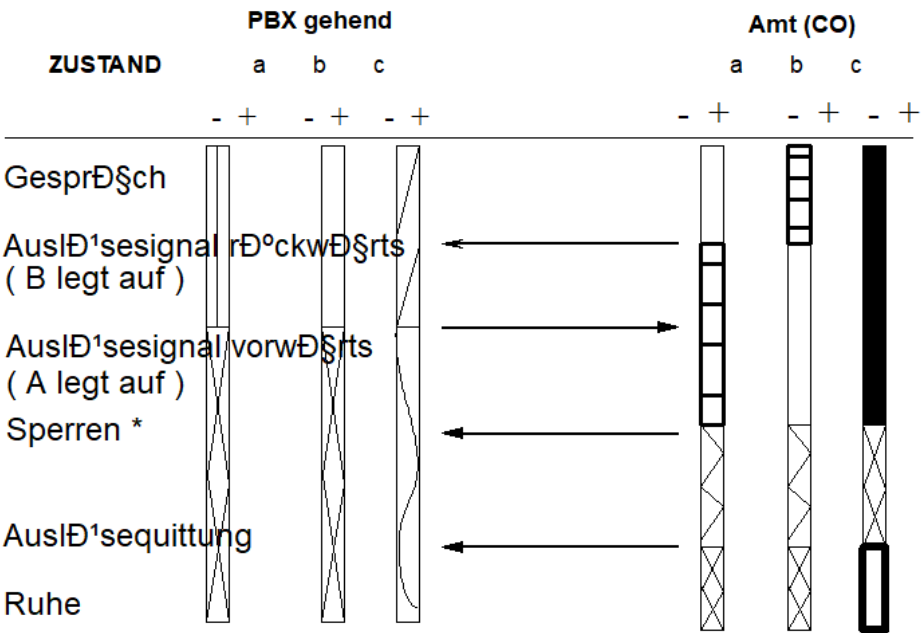 PBX gehend
Amt (CO)
ZUSTAND a b c
a b c
- + - + - +
- + - + - +
GesprÐ§ch
AuslÐ¹sesignal rÐºckwÐ§rts
( B legt auf )
AuslÐ¹sesignal vorwÐ§rts
( A legt auf )
Sperren *
AuslÐ¹sequittung
Ruhe